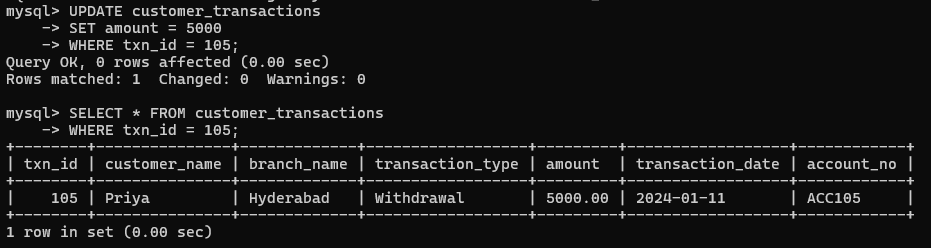 mysql> UPDATE customer_transactions
    -> SET amount = 5000
    -> WHERE txn_id = 105;
Query OK, 0 rows affected (0.00 sec)
Rows matched: 1  Changed: 0  Warnings: 0

mysql> SELECT * FROM customer_transactions
    -> WHERE txn_id = 105;
+--------+---------------+-------------+------------------+---------+------------------+------------+
| txn_id | customer_name | branch_name | transaction_type | amount  | transaction_date | account_no |
+--------+---------------+-------------+------------------+---------+------------------+------------+
|    105 | Priya         | Hyderabad   | Withdrawal       | 5000.00 | 2024-01-11       | ACC105     |
+--------+---------------+-------------+------------------+---------+------------------+------------+
1 row in set (0.00 sec)